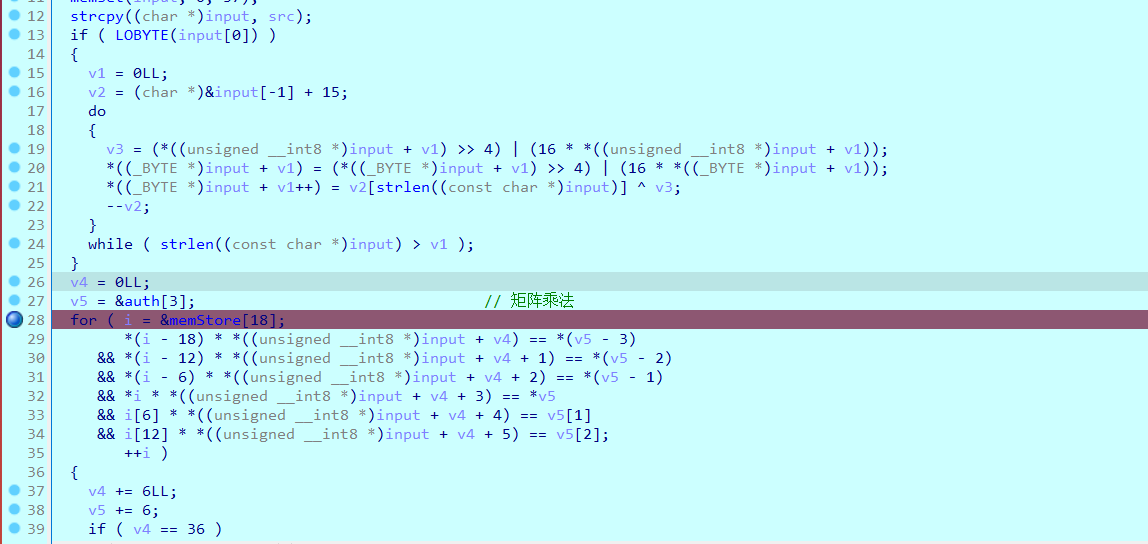 12 strcpy((char *)input, src);
13 if ( LOBYTE(input[0]) )
14 {
15 v1 = 0LL;
16 v2 = (char *)&input[-1] + 15;
17 do
18 {
19 v3 = (*((unsigned __int8 *)input + v1) >> 4) | (16 * *((unsigned __int8 *)input + v1));
20 *((_BYTE *)input + v1) = (*((_BYTE *)input + v1) >> 4) | (16 * *((_BYTE *)input + v1));
21 *((_BYTE *)input + v1++) = v2[strlen((const char *)input)] ^ v3;
22 --v2;
23 }
24 while ( strlen((const char *)input) > v1 );
25 }
26 v4 = 0LL;
27 v5 = &auth[3]; // 矩阵乘法
28 for ( i = &memStore[18];
29 *(i - 18) * *((unsigned __int8 *)input + v4) == *(v5 - 3)
30 && *(i - 12) * *((unsigned __int8 *)input + v4 + 1) == *(v5 - 2)
31 && *(i - 6) * *((unsigned __int8 *)input + v4 + 2) == *(v5 - 1)
32 && *i * *((unsigned __int8 *)input + v4 + 3) == *v5
33 && i[6] * *((unsigned __int8 *)input + v4 + 4) == v5[1]
34 && i[12] * *((unsigned __int8 *)input + v4 + 5) == v5[2];
35 ++i )
36 {
37 v4 += 6LL;
38 v5 += 6;
39 if ( v4 == 36 )